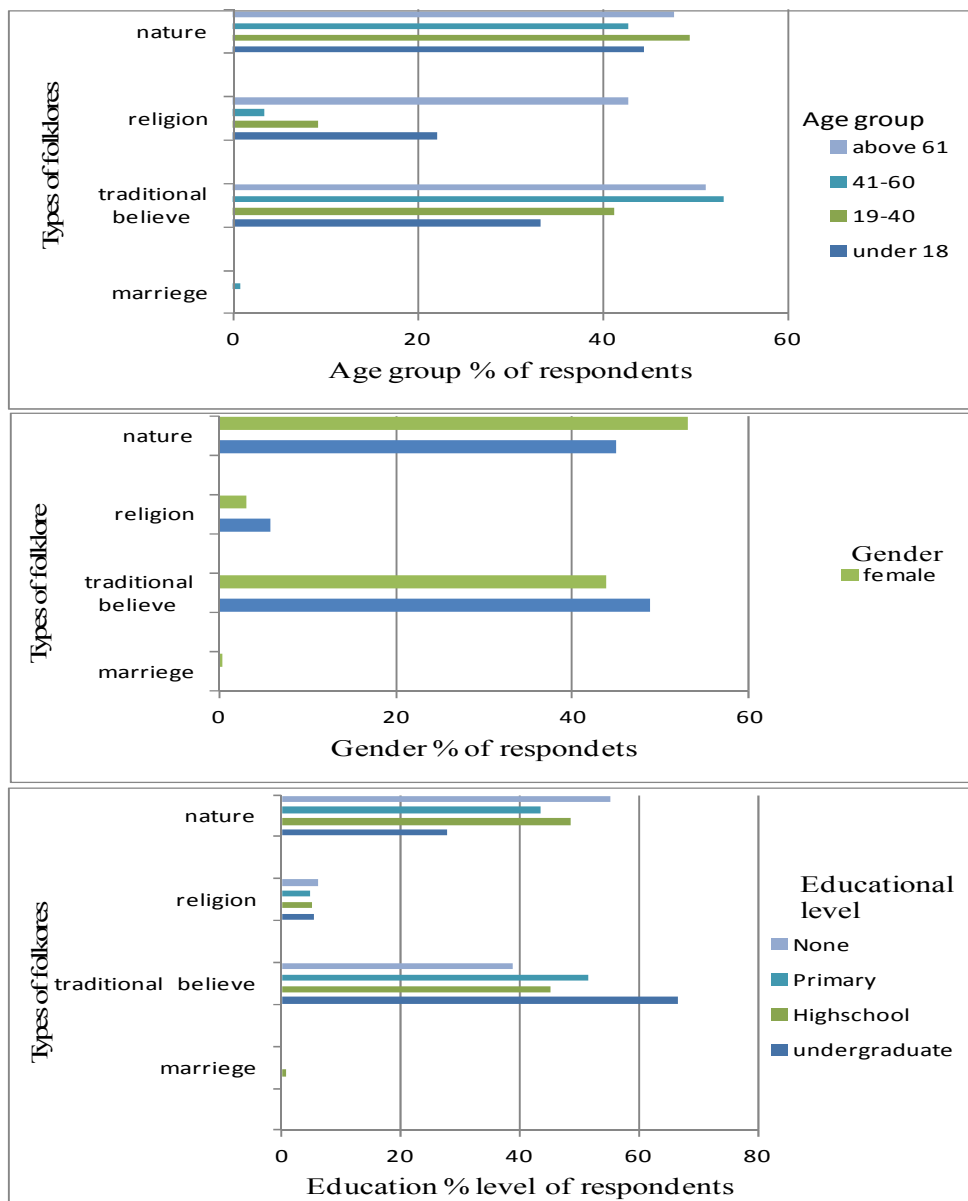 Types of folklores
nature
religion
traditional
believe
marriege
0 20 40 60
Age group % of respondents
Age group
above 61
41-60
19-40
under 18
Types of folklore
nature
religion
traditional
believe
marriege
0 20 40 60
Gender % of respondets
Gender
female
Types of folkores
nature
religion
traditional believe
marriege
0 20 40 60 80
Education % level of respondents
Educational
level
None
Primary
Highschool
undergraduate